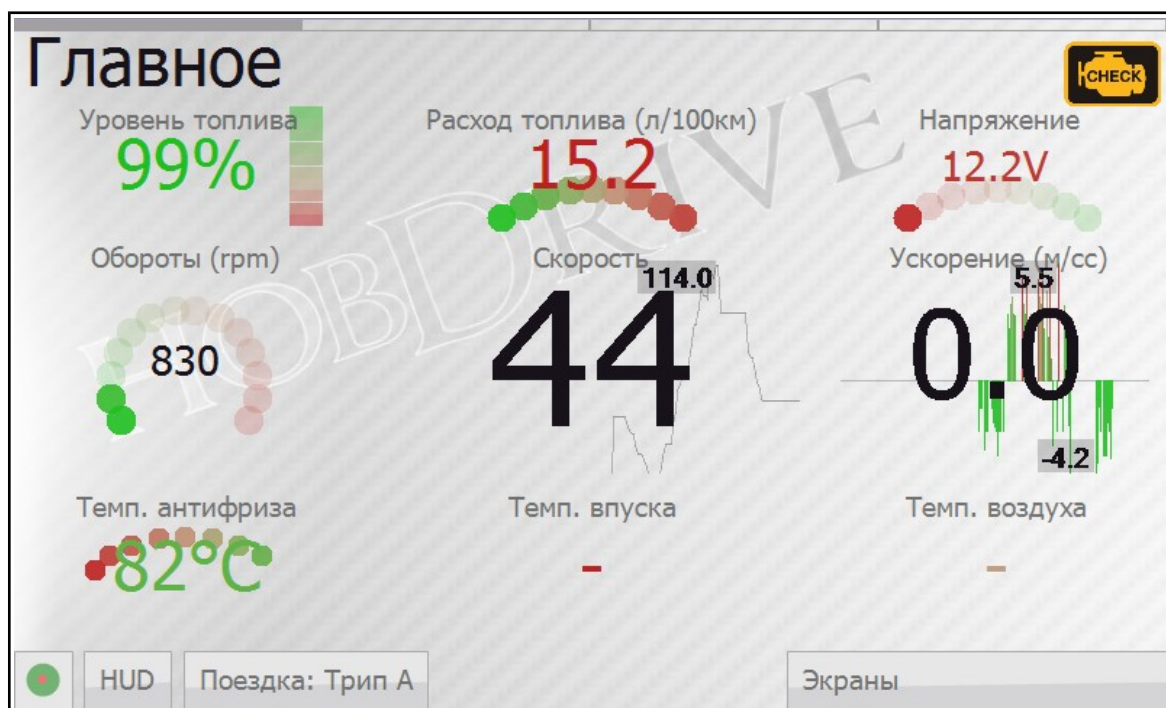 Главное
CHECK
Уровень топлива
99%
Расход топлива (л/100км)
15.2
Напряжение
12.2V
HOBDRIVE
Обороты (rpm)
830
Скорость
114.0
44
Ускорение (м/сс)
5.5
0.0
-4.2
Темп. антифриза
82°C
Темп. впуска
-
Темп. воздуха
-
HUD
Поездка: Трип A
Экраны